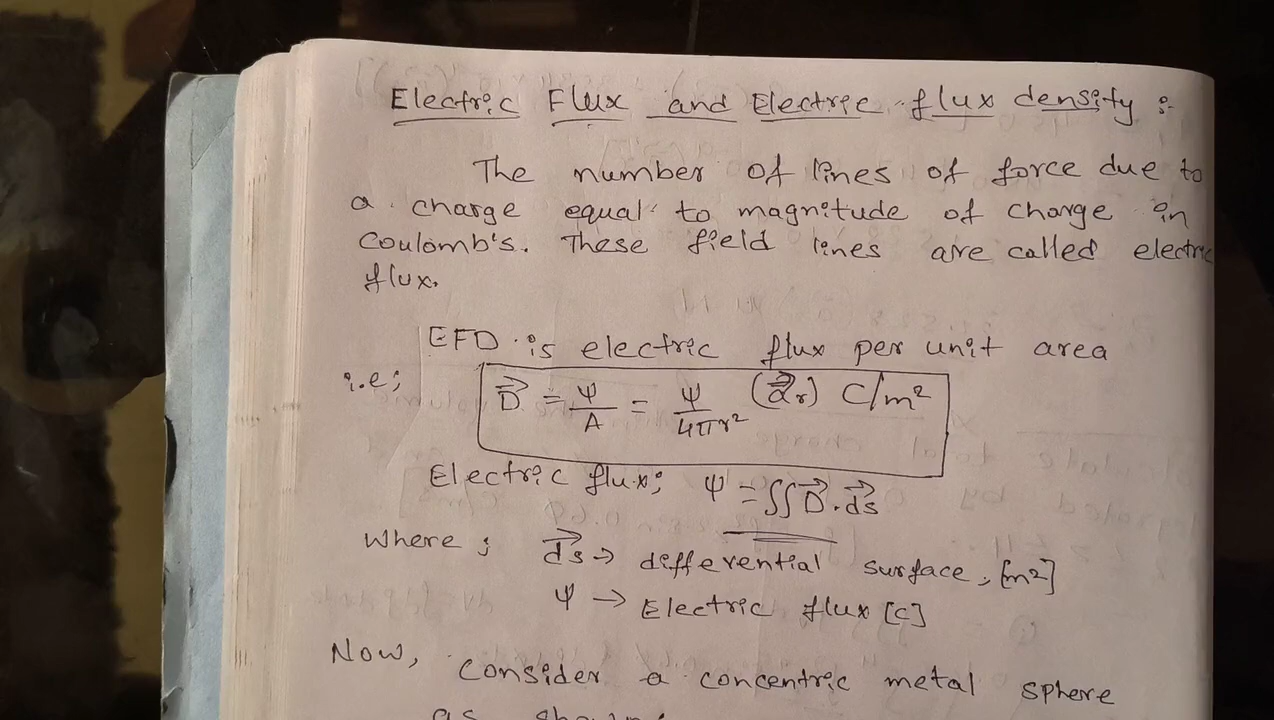 Electric Flux and Electric flux density :-
The number of lines of force due to
a charge equal to magnitude of charge in
Coulomb's. These field lines are called electric
flux.
EFD is electric flux per unit area
i.e; D⃗ = Ψ/A = Ψ/4πr² (a⃗r) C/m²
Electric flux; Ψ = ∬D⃗.ds⃗
Where ; ds⃗ → differential surface, [m²]
Ψ → Electric flux [C]
Now, Consider a concentric metal sphere
as shown: